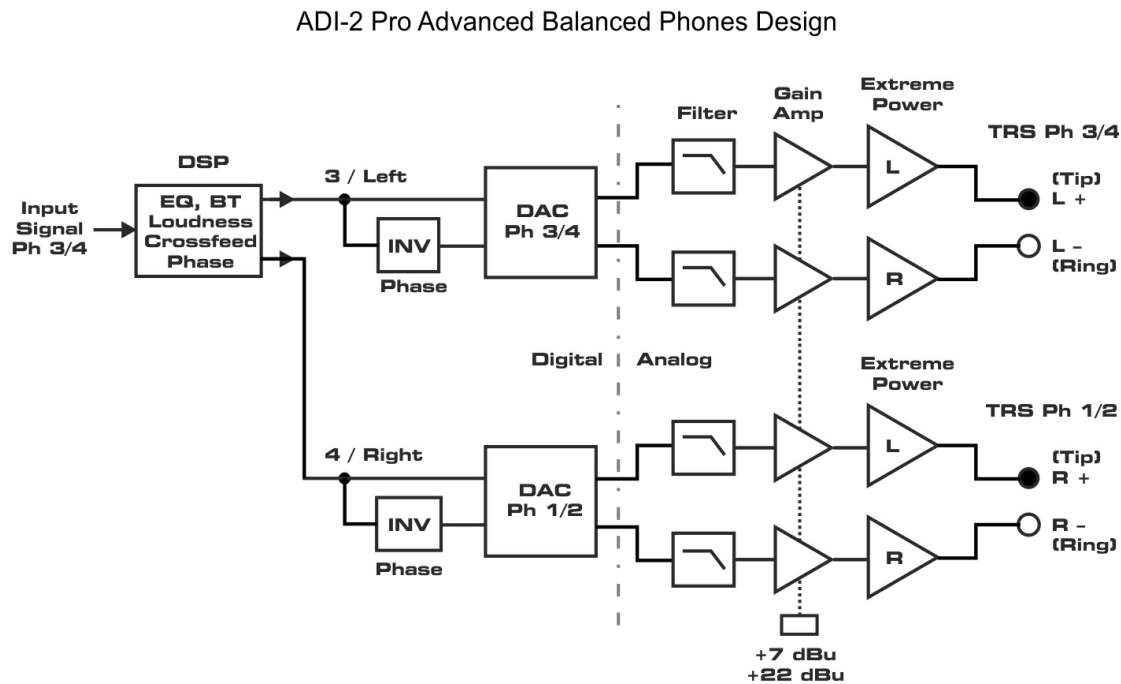 ADI-2 Pro Advanced Balanced Phones Design
Extreme
Power
Gain
Amp
Filter
TRS Ph 3/4
DSP
3 / Left
L
(Tip)
L +
Input
Signal
Ph 3/4
EQ, BT
Loudness
Crossfeed
Phase
DAC
Ph 3/4
INV
Phase
R
L –
(Ring)
Digital
Analog
Extreme
Power
TRS Ph 1/2
4 / Right
L
(Tip)
R +
DAC
Ph 1/2
INV
Phase
R
R –
(Ring)
+7 dBu
+22 dBu